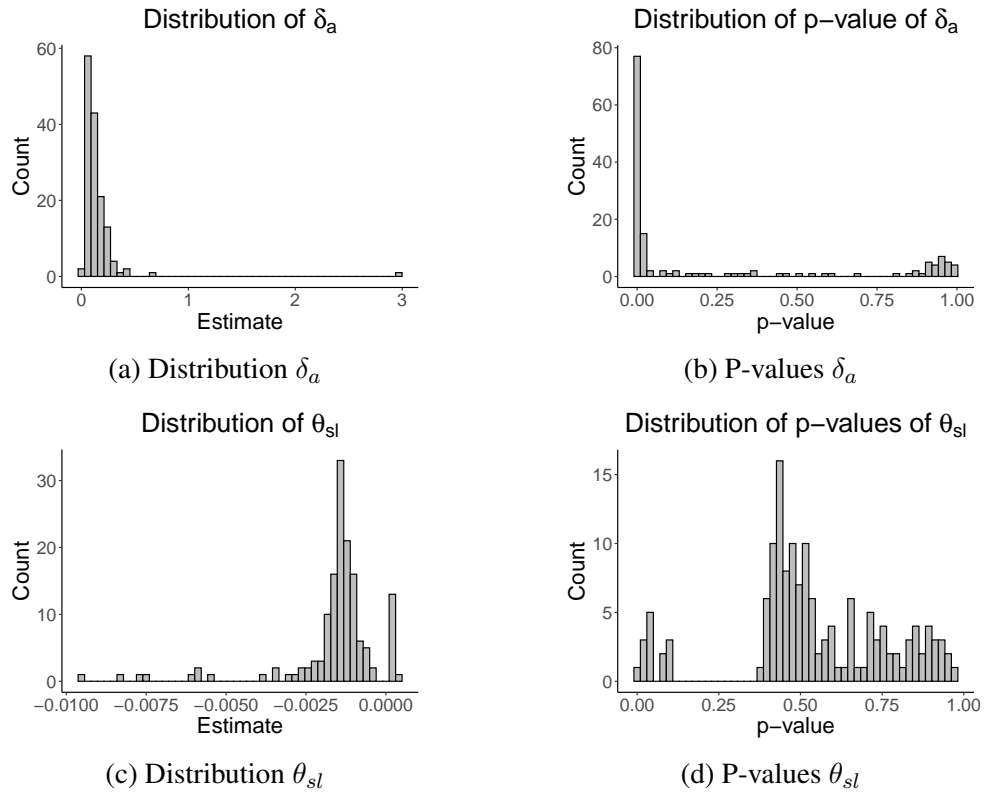 Distribution of δa
Count
60
40
20
0
0 1 2 3
Estimate
(a) Distribution δa
Distribution of p−value of δa
Count
80
60
40
20
0
0.00 0.25 0.50 0.75 1.00
p−value
(b) P-values δa
Distribution of θsl
Count
30
20
10
0
−0.0100 −0.0075 −0.0050 −0.0025 0.0000
Estimate
(c) Distribution θsl
Distribution of p−values of θsl
Count
15
10
5
0
0.00 0.25 0.50 0.75 1.00
p−value
(d) P-values θsl